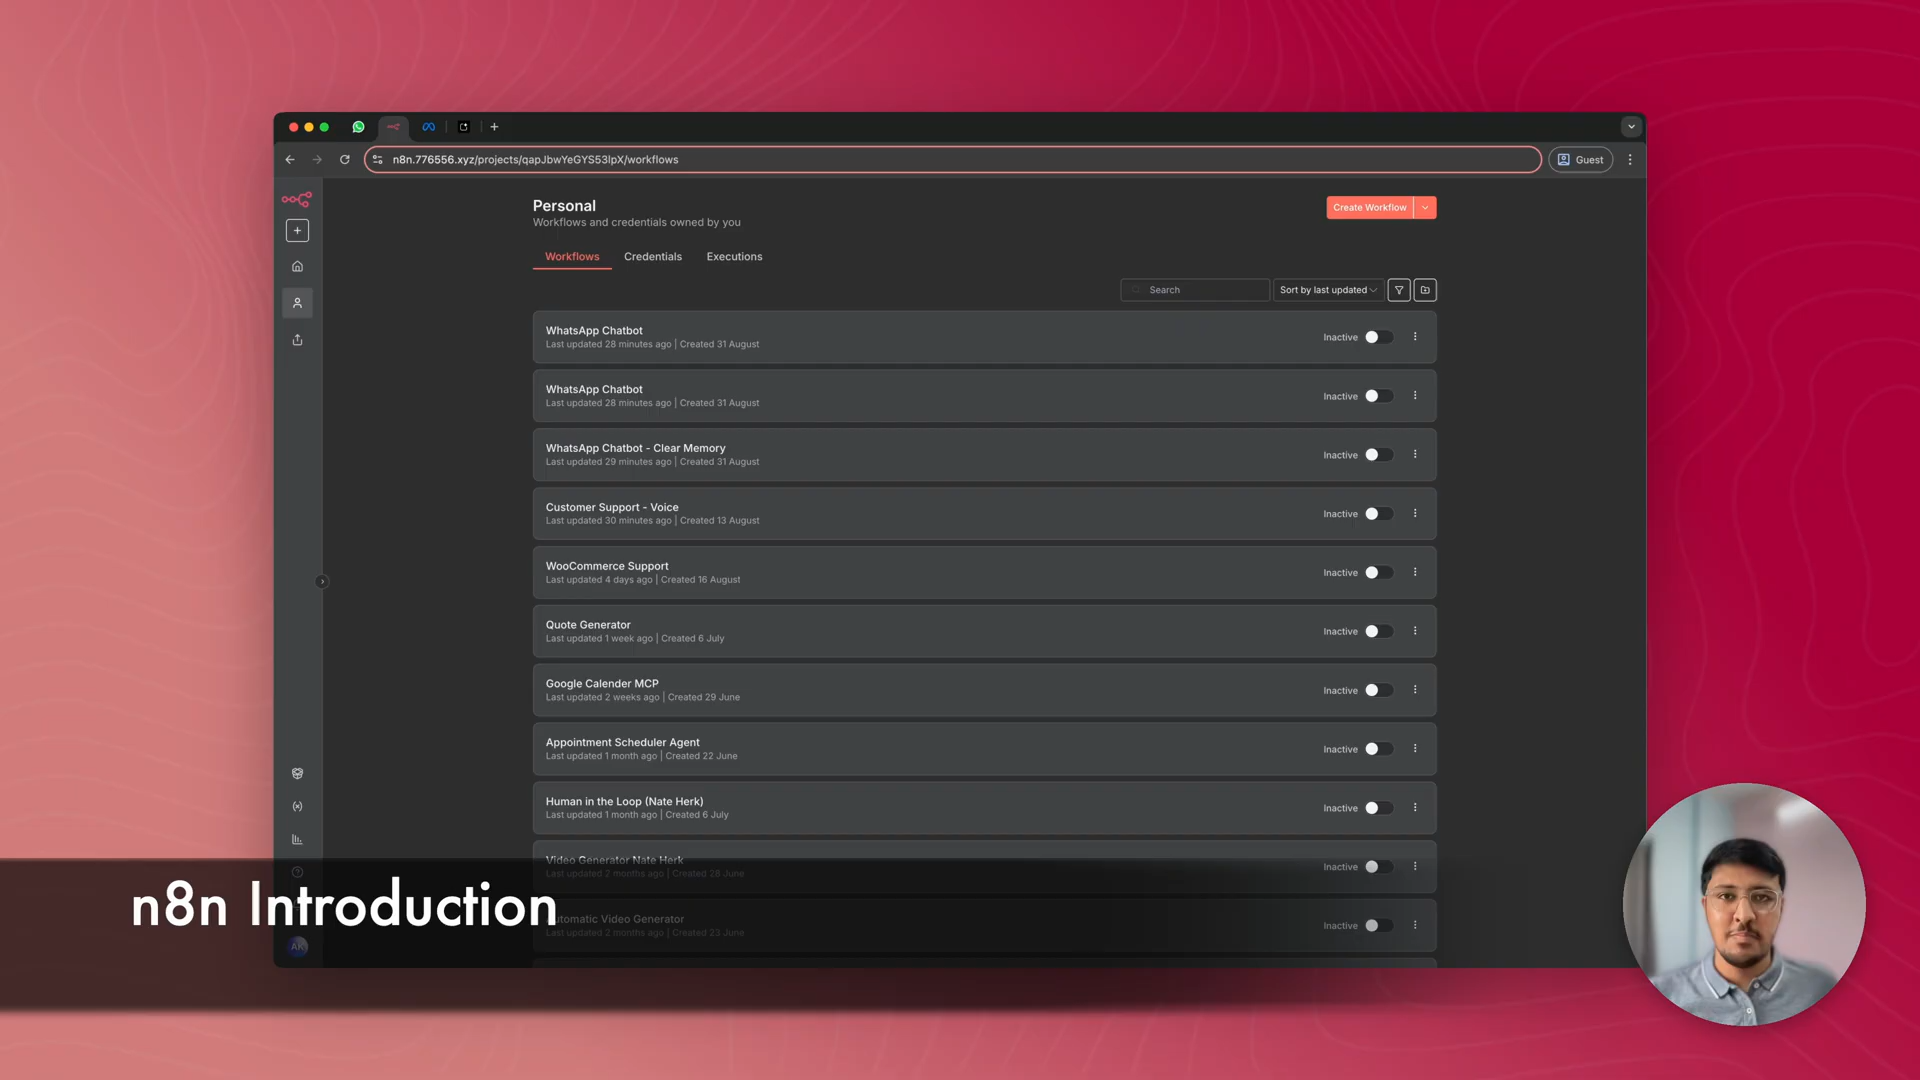 n8n.776556.xyz/projects/qapJbwYeGYS53lpX/workflows
Guest
Personal
Workflows and credentials owned by you
Create Workflow
Workflows
Credentials
Executions
Search
Sort by last updated
WhatsApp Chatbot
Last updated 28 minutes ago | Created 31 August
Inactive
WhatsApp Chatbot
Last updated 28 minutes ago | Created 31 August
Inactive
WhatsApp Chatbot - Clear Memory
Last updated 29 minutes ago | Created 31 August
Inactive
Customer Support - Voice
Last updated 30 minutes ago | Created 13 August
Inactive
WooCommerce Support
Last updated 4 days ago | Created 16 August
Inactive
Quote Generator
Last updated 1 week ago | Created 6 July
Inactive
Google Calender MCP
Last updated 2 weeks ago | Created 29 June
Inactive
Appointment Scheduler Agent
Last updated 1 month ago | Created 22 June
Inactive
Human in the Loop (Nate Herk)
Last updated 1 month ago | Created 6 July
Inactive
Video Generator Nate Herk
Last updated 2 months ago | Created 28 June
Inactive
n8n Introduction
utomatic Video Generator
Last updated 2 months ago | Created 23 June
Inactive
AK